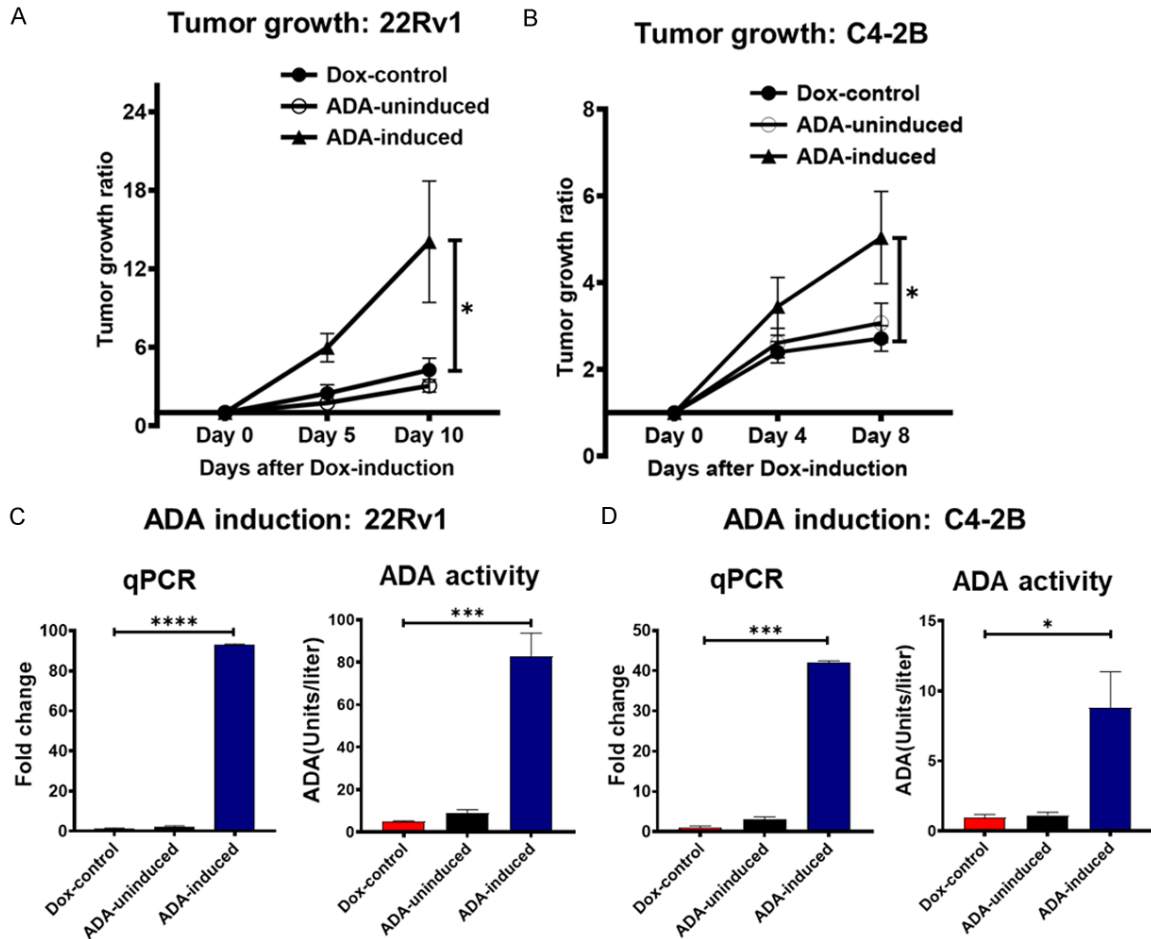 A
Tumor growth: 22Rv1
Dox-control
ADA-uninduced
ADA-induced
Tumor growth ratio
24
18
12
6
0
*
Day 0 Day 5 Day 10
Days after Dox-induction
B
Tumor growth: C4-2B
Dox-control
ADA-uninduced
ADA-induced
Tumor growth ratio
8
6
4
2
0
*
Day 0 Day 4 Day 8
Days after Dox-induction
C
ADA induction: 22Rv1
qPCR
****
Fold change
100
80
60
40
20
0
Dox-control
ADA-uninduced
ADA-induced
ADA activity
***
ADA(Units/liter)
100
80
60
40
20
0
Dox-control
ADA-uninduced
ADA-induced
D
ADA induction: C4-2B
qPCR
***
Fold change
50
40
30
20
10
0
Dox-control
ADA-uninduced
ADA-induced
ADA activity
*
ADA(Units/liter)
15
10
5
0
Dox-control
ADA-uninduced
ADA-induced